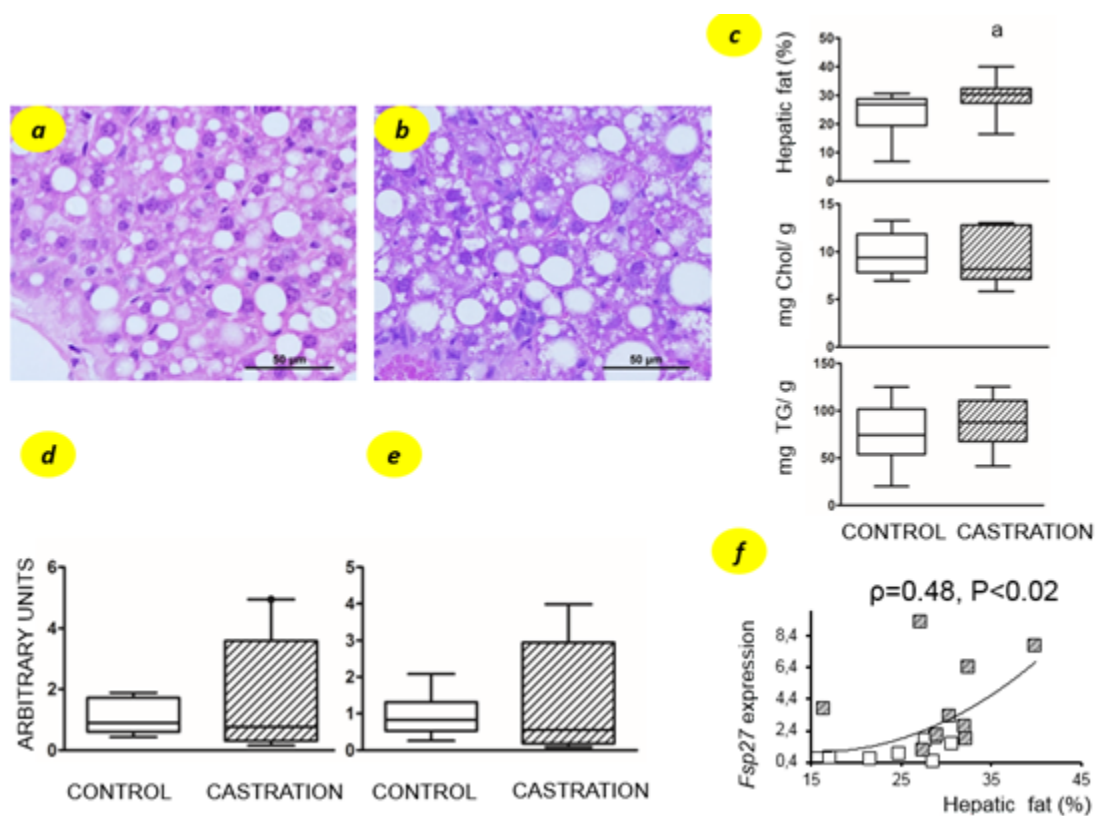 a
b
50 µm
50 µm
c
a
Hepatic fat (%)
50
40
30
20
10
0
mg Chol/ g
15
10
5
0
mg TG/ g
150
100
50
0
CONTROL CASTRATION
d
e
ARBITRARY UNITS
6
4
2
0
CONTROL CASTRATION
5
4
3
2
1
0
CONTROL CASTRATION
f
ρ=0.48, P<0.02
Fsp27 expression
8,4
6,4
4,4
2,4
0,4
15 25 35 45
Hepatic fat (%)